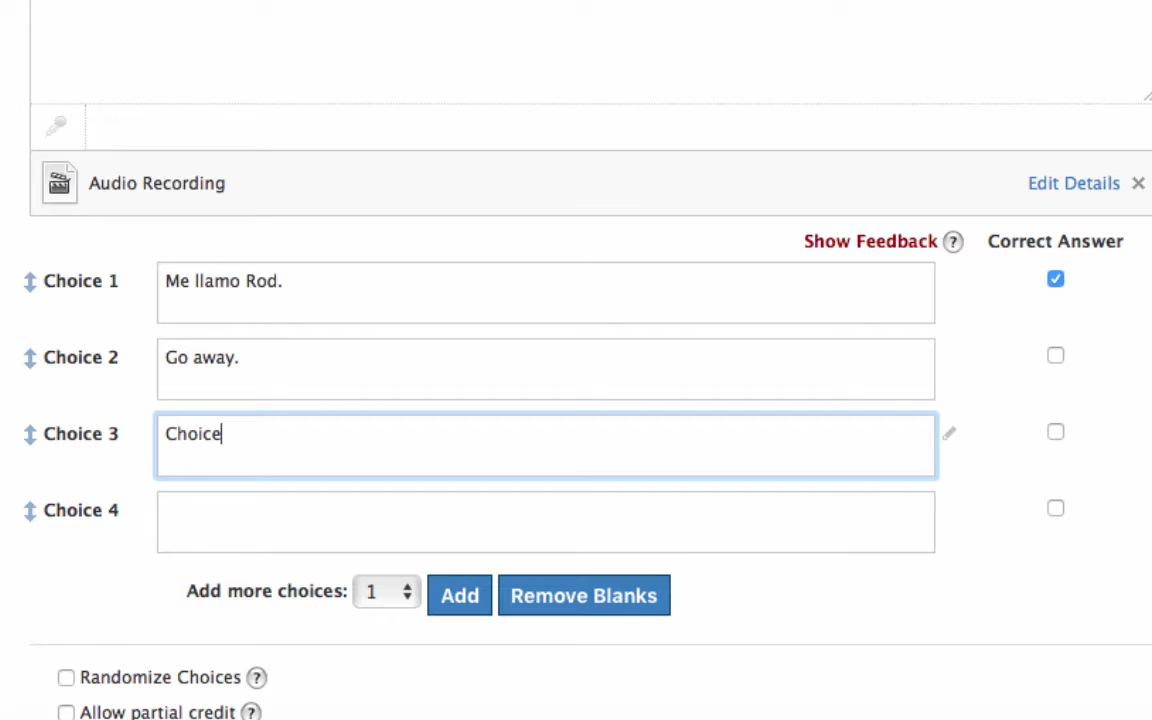 Audio Recording Edit Details ×
Show Feedback ? Correct Answer
Choice 1 Me llamo Rod.
Choice 2 Go away.
Choice 3 Choice
Choice 4
Add more choices: 1 Add Remove Blanks
Randomize Choices ?
Allow partial credit ?